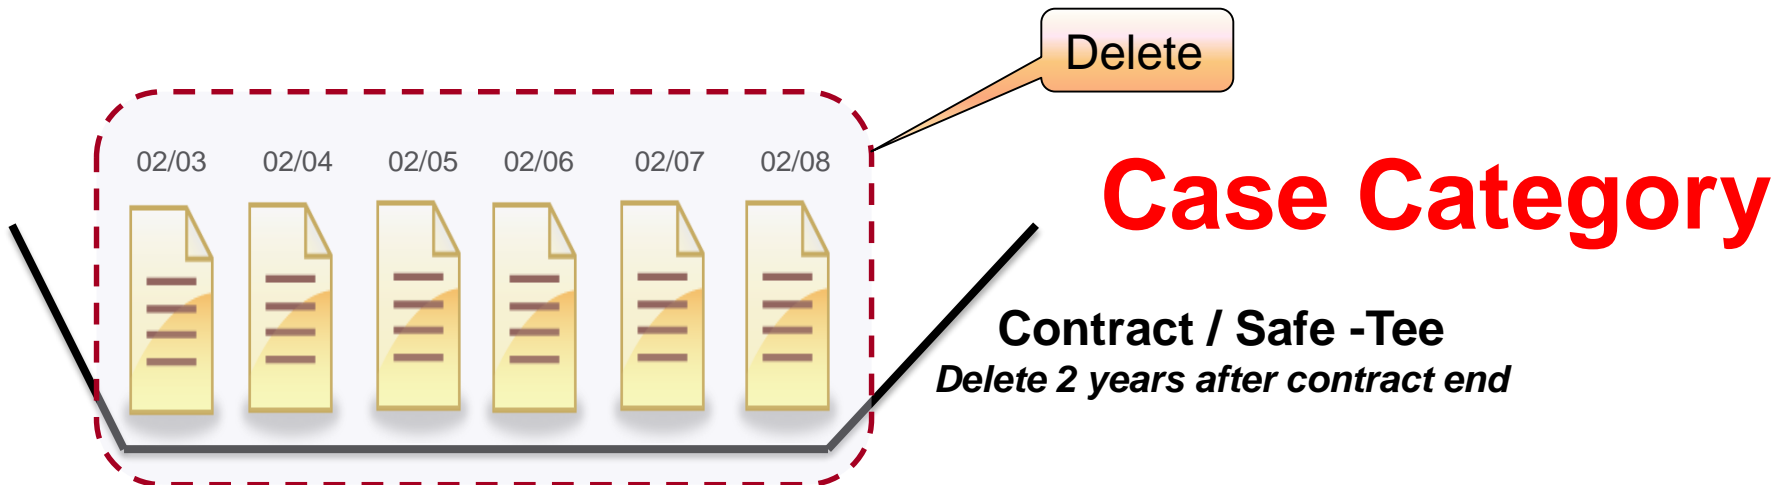 Delete
02/03 02/04 02/05 02/06 02/07 02/08
Case Category
Contract / Safe -Tee
Delete 2 years after contract end